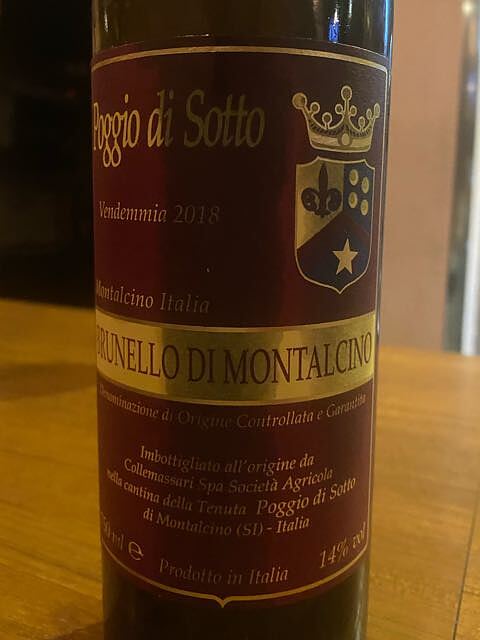 Poggio di Sotto
Vendemmia 2018
Montalcino Italia
BRUNELLO DI MONTALCINO
Denominazione di Origine Controllata e Garantita
Imbottigliato all'origine da
Collemassari Spa Società Agricola
nella cantina della Tenuta Poggio di Sotto
di Montalcino (SI) - Italia
750 ml e 14% vol
Prodotto in Italia